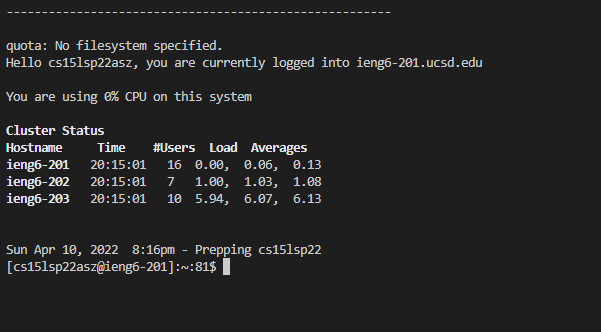 -------------------------------------------------------
quota: No filesystem specified.
Hello cs15lsp22asz, you are currently logged into ieng6-201.ucsd.edu
You are using 0% CPU on this system
Cluster Status
Hostname     Time    #Users  Load  Averages
ieng6-201   20:15:01   16  0.00,  0.06,  0.13
ieng6-202   20:15:01   7   1.00,  1.03,  1.08
ieng6-203   20:15:01   10  5.94,  6.07,  6.13
Sun Apr 10, 2022  8:16pm - Prepping cs15lsp22
[cs15lsp22asz@ieng6-201]:~:81$